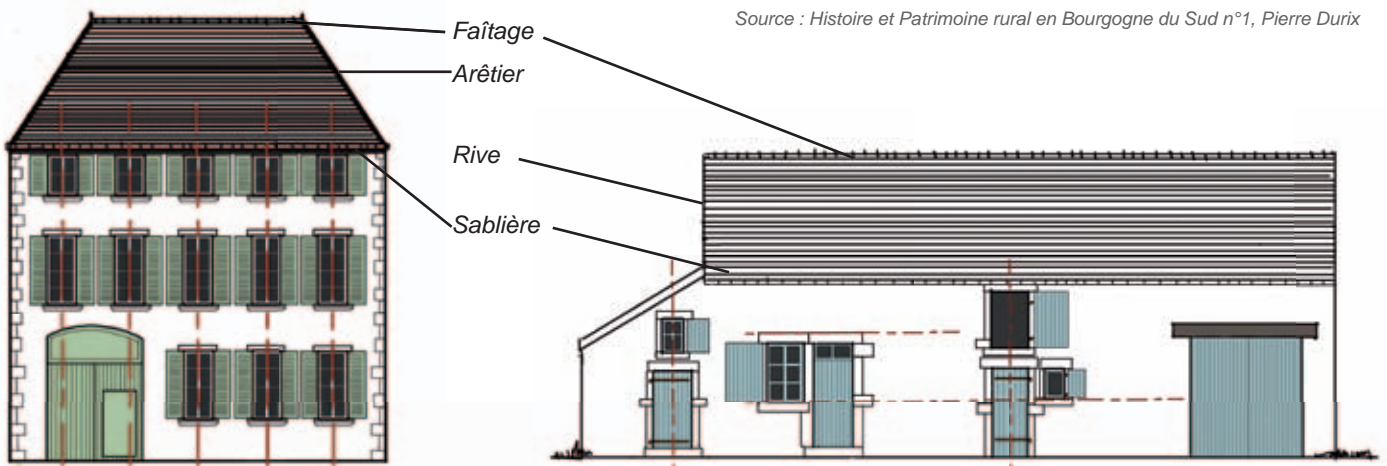 Source : Histoire et Patrimoine rural en Bourgogne du Sud n°1, Pierre Durix
Faîtage
Arêtier
Rive
Sablière